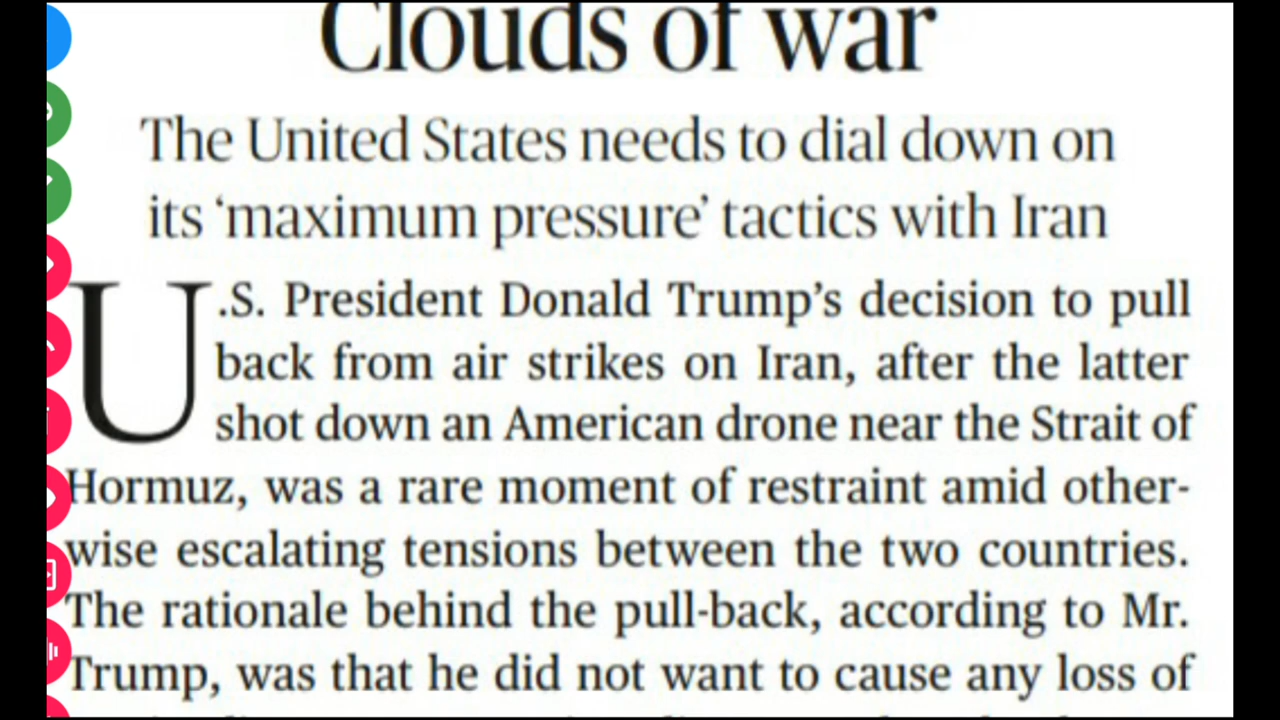 Clouds of war
The United States needs to dial down on
its ‘maximum pressure’ tactics with Iran
U.S. President Donald Trump’s decision to pull
back from air strikes on Iran, after the latter
shot down an American drone near the Strait of
Hormuz, was a rare moment of restraint amid other-
wise escalating tensions between the two countries.
The rationale behind the pull-back, according to Mr.
Trump, was that he did not want to cause any loss of